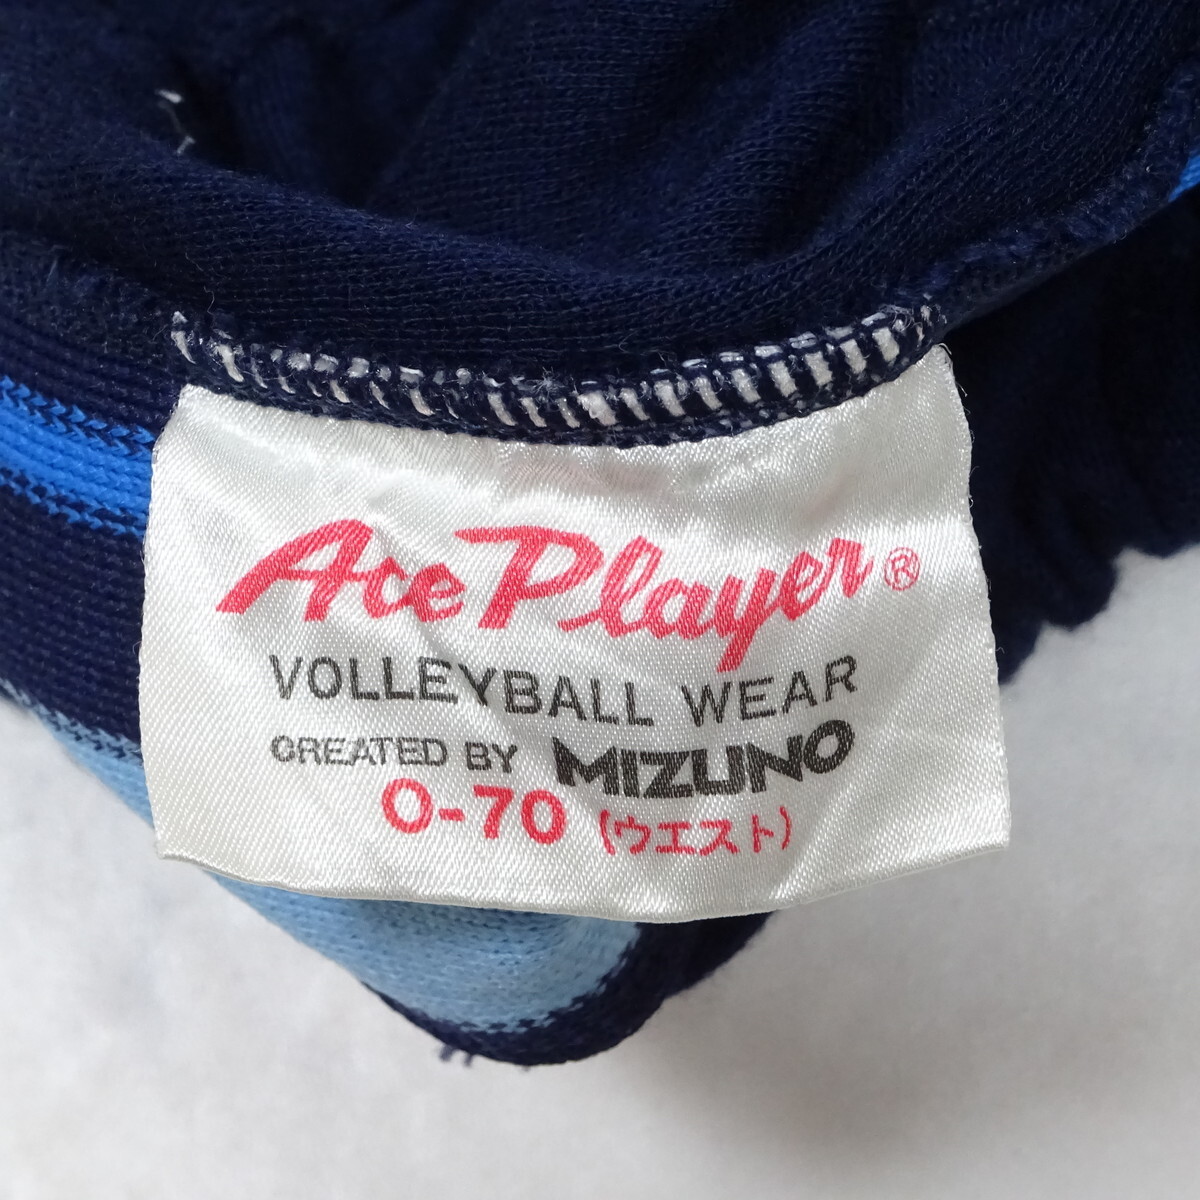 Ace Player®
VOLLEYBALL WEAR
CREATED BY MIZUNO
O-70 (ウエスト)